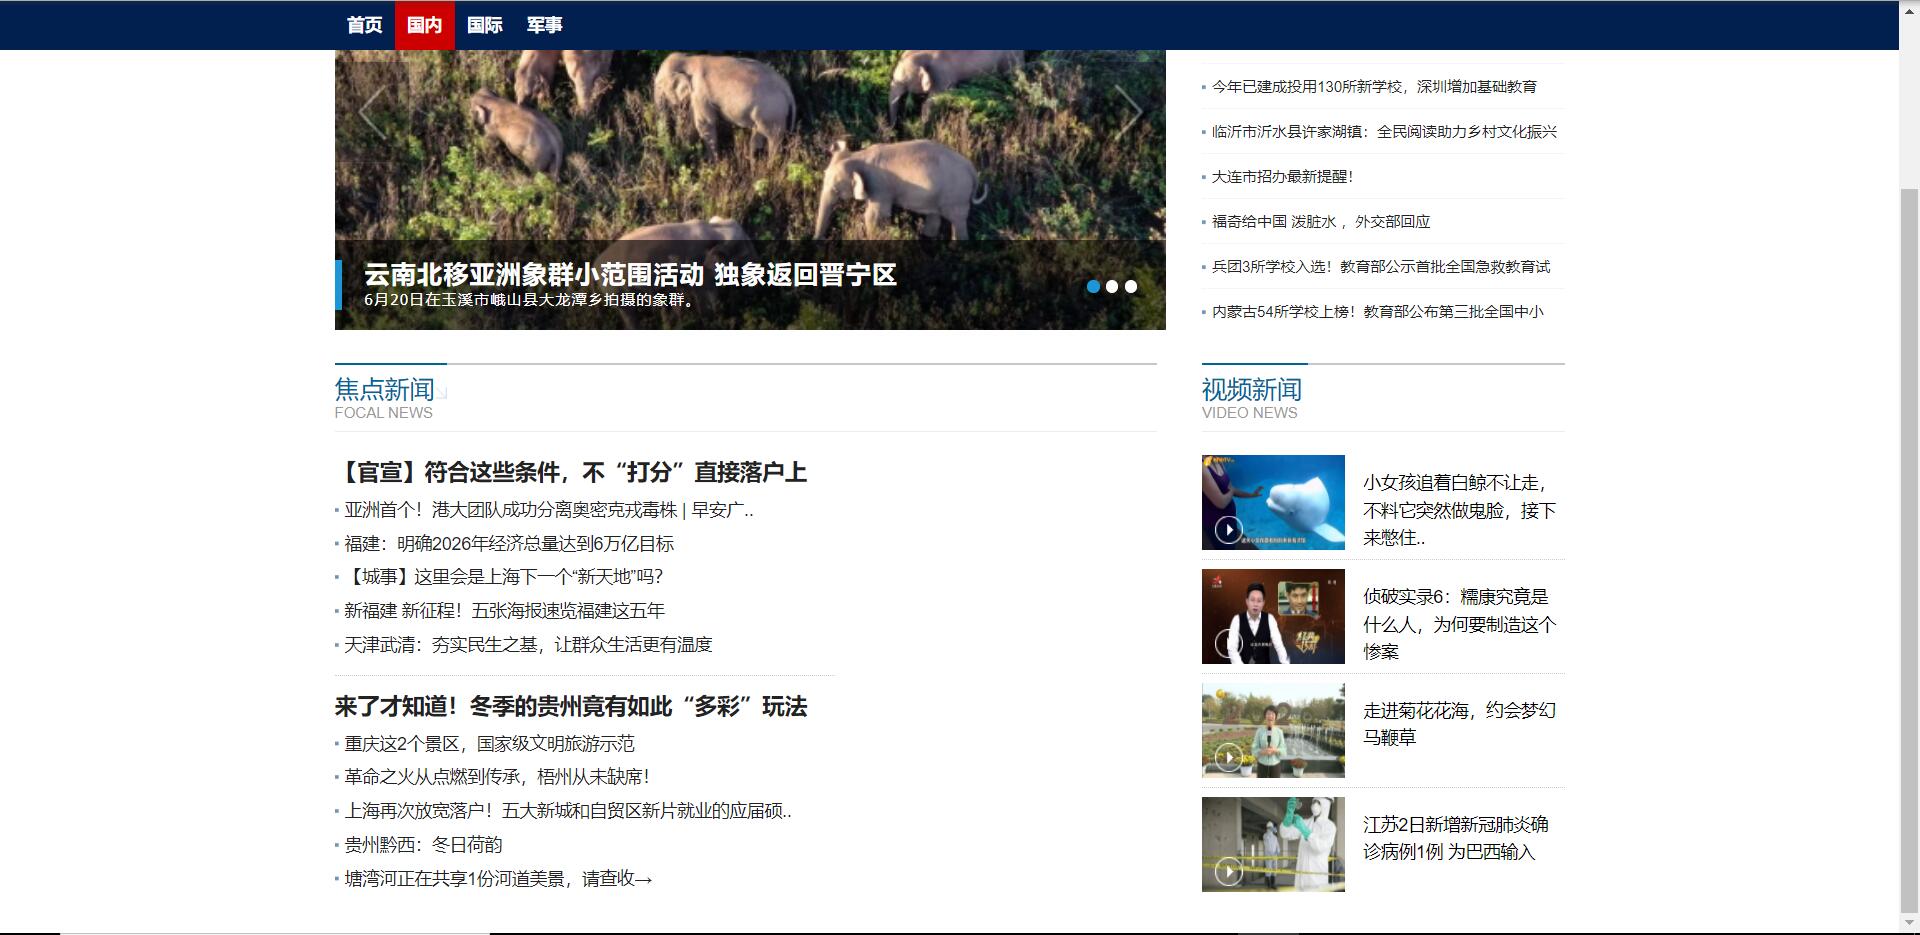 首页 国内 国际 军事
云南北移亚洲象群小范围活动 独象返回晋宁区
6月20日在玉溪市峨山县大龙潭乡拍摄的象群。
今年已建成投用130所新学校，深圳增加基础教育
临沂市沂水县许家湖镇：全民阅读助力乡村文化振兴
大连市招办最新提醒！
福奇给中国 泼脏水 ，外交部回应
兵团3所学校入选！教育部公示首批全国急救教育试
内蒙古54所学校上榜！教育部公布第三批全国中小
焦点新闻
FOCAL NEWS
【官宣】符合这些条件，不“打分”直接落户上
亚洲首个！港大团队成功分离奥密克戎毒株 | 早安广..
福建：明确2026年经济总量达到6万亿目标
【城事】这里会是上海下一个“新天地”吗？
新福建 新征程！五张海报速览福建这五年
天津武清：夯实民生之基，让群众生活更有温度
来了才知道！冬季的贵州竟有如此“多彩”玩法
重庆这2个景区，国家级文明旅游示范
革命之火从点燃到传承，梧州从未缺席！
上海再次放宽落户！五大新城和自贸区新片就业的应届硕..
贵州黔西：冬日荷韵
塘湾河正在共享1份河道美景，请查收→
视频新闻
VIDEO NEWS
小女孩追着白鲸不让走，
不料它突然做鬼脸，接下
来憋住..
侦破实录6：糯康究竟是
什么人，为何要制造这个
惨案
走进菊花花海，约会梦幻
马鞭草
江苏2日新增新冠肺炎确
诊病例1例 为巴西输入